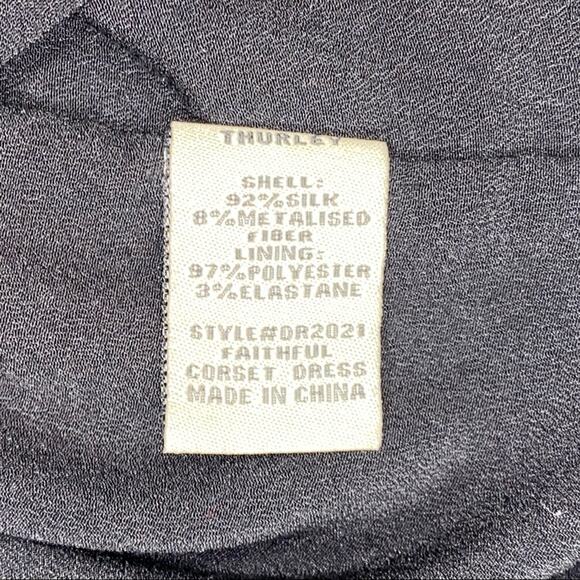 THURLEY
SHELL:
92%SILK
8%METALISED
FIBER
LINING:
97%POLYESTER
3%ELASTANE
STYLE#DR2021
FAITHFUL
CORSET DRESS
MADE IN CHINA